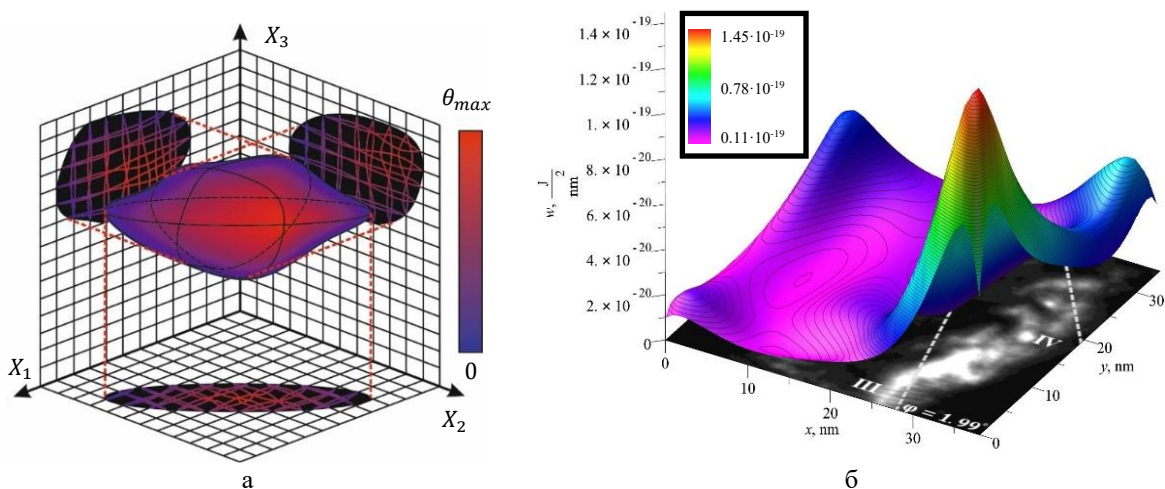 X₃
θₘₐₓ
0
X₁
X₂
а
1.4 × 10 -19
1.2 × 10 -19
1. × 10 -19
8. × 10 -20
6. × 10 -20
4. × 10 -20
2. × 10 -20
0
w, J/nm²
1.45·10⁻¹⁹
0.78·10⁻¹⁹
0.11·10⁻¹⁹
0
10
20
30
x, nm
0
10
20
30
y, nm
III
IV
φ = 1.99°
б